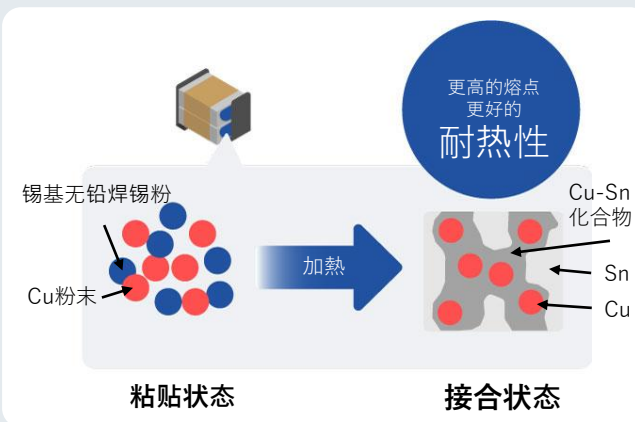 更高的熔点
更好的
耐热性
锡基无铅焊锡粉
Cu粉末
加熱
Cu-Sn
化合物
Sn
Cu
粘贴状态
接合状态